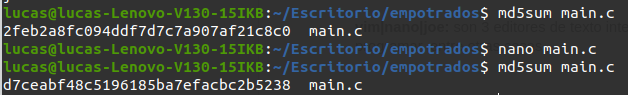 lucas@lucas-Lenovo-V130-15IKB:~/Escritorio/empotrados$ md5sum main.c
2feb2a8fc094ddf7d7c7a907af21c8c0  main.c
lucas@lucas-Lenovo-V130-15IKB:~/Escritorio/empotrados$ nano main.c
lucas@lucas-Lenovo-V130-15IKB:~/Escritorio/empotrados$ md5sum main.c
d7ceabf48c5196185ba7efacbc2b5238  main.c